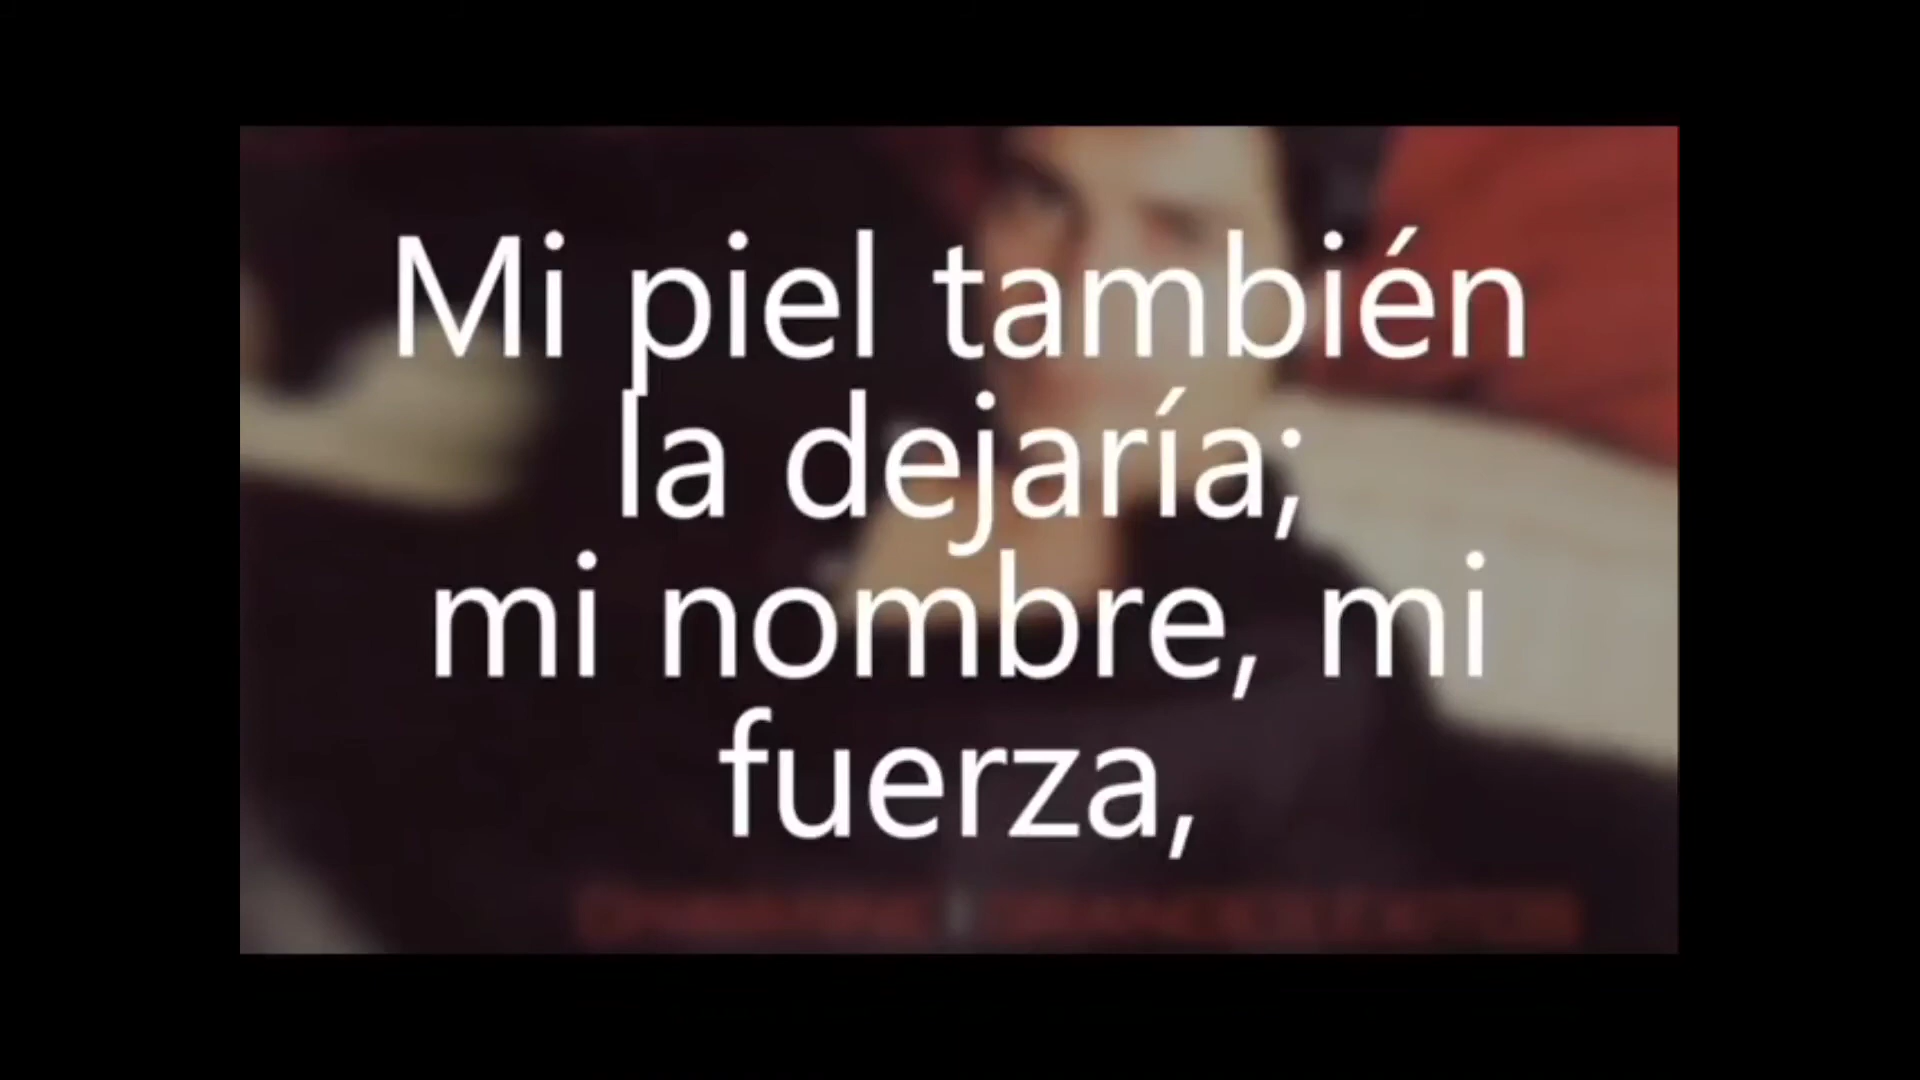 Mi piel también
la dejaría;
mi nombre, mi
fuerza,